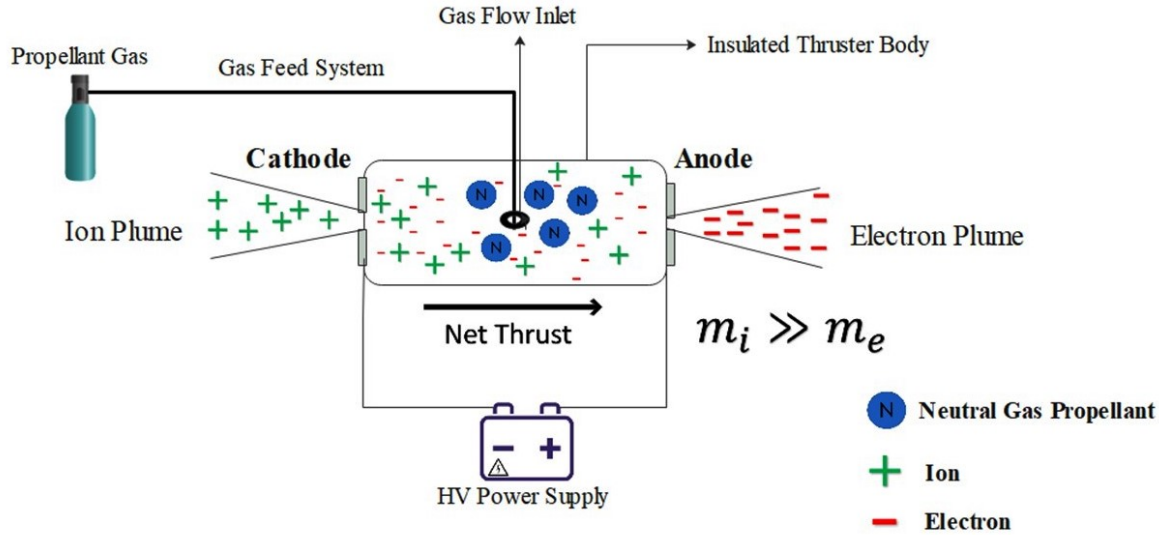 Gas Flow Inlet
Insulated Thruster Body
Propellant Gas
Gas Feed System
Cathode
Anode
N
N
N
N
N
Ion Plume
Electron Plume
Net Thrust
mᵢ ≫ mₑ
− +
HV Power Supply
N Neutral Gas Propellant
+ Ion
− Electron